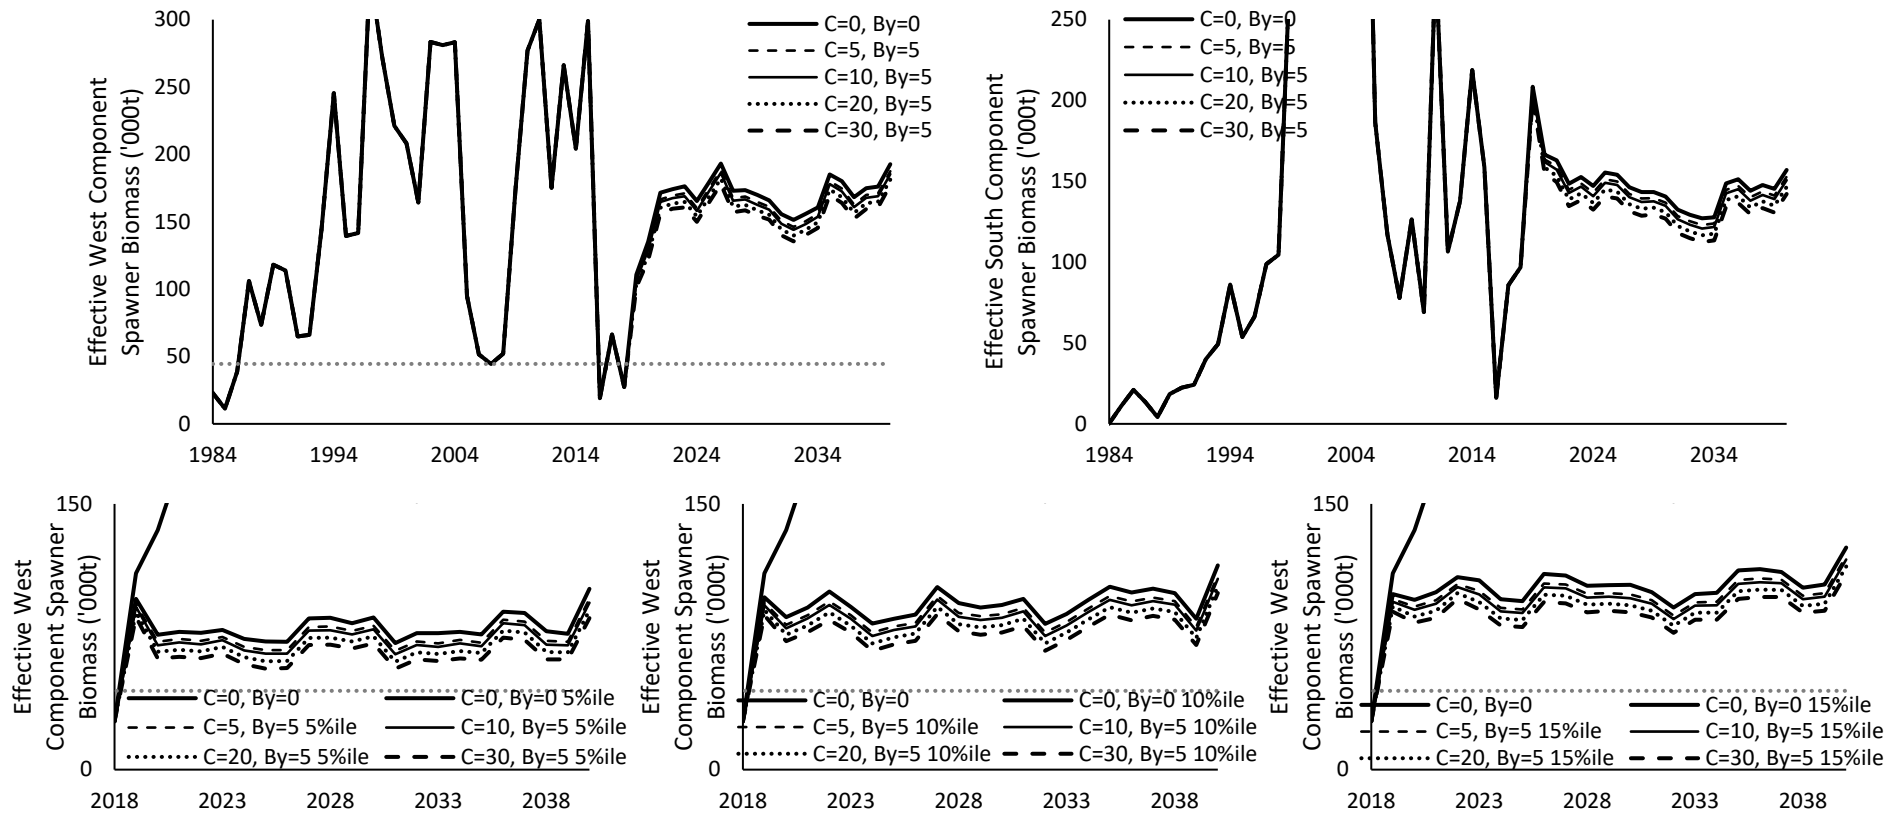 300
250
200
150
100
50
0
Effective West Component
Spawner Biomass ('000t)
1984 1994 2004 2014 2024 2034
C=0, By=0
C=5, By=5
C=10, By=5
C=20, By=5
C=30, By=5
250
200
150
100
50
0
Effective South Component
Spawner Biomass ('000t)
1984 1994 2004 2014 2024 2034
C=0, By=0
C=5, By=5
C=10, By=5
C=20, By=5
C=30, By=5
150
0
Effective West
Component Spawner
Biomass ('000t)
2018 2023 2028 2033 2038
C=0, By=0 C=0, By=0 5%ile
C=5, By=5 5%ile C=10, By=5 5%ile
C=20, By=5 5%ile C=30, By=5 5%ile
150
0
Effective West
Component Spawner
Biomass ('000t)
2018 2023 2028 2033 2038
C=0, By=0 C=0, By=0 10%ile
C=5, By=5 10%ile C=10, By=5 10%ile
C=20, By=5 10%ile C=30, By=5 10%ile
150
0
Effective West
Component Spawner
Biomass ('000t)
2018 2023 2028 2033 2038
C=0, By=0 C=0, By=0 15%ile
C=5, By=5 15%ile C=10, By=5 15%ile
C=20, By=5 15%ile C=30, By=5 15%ile